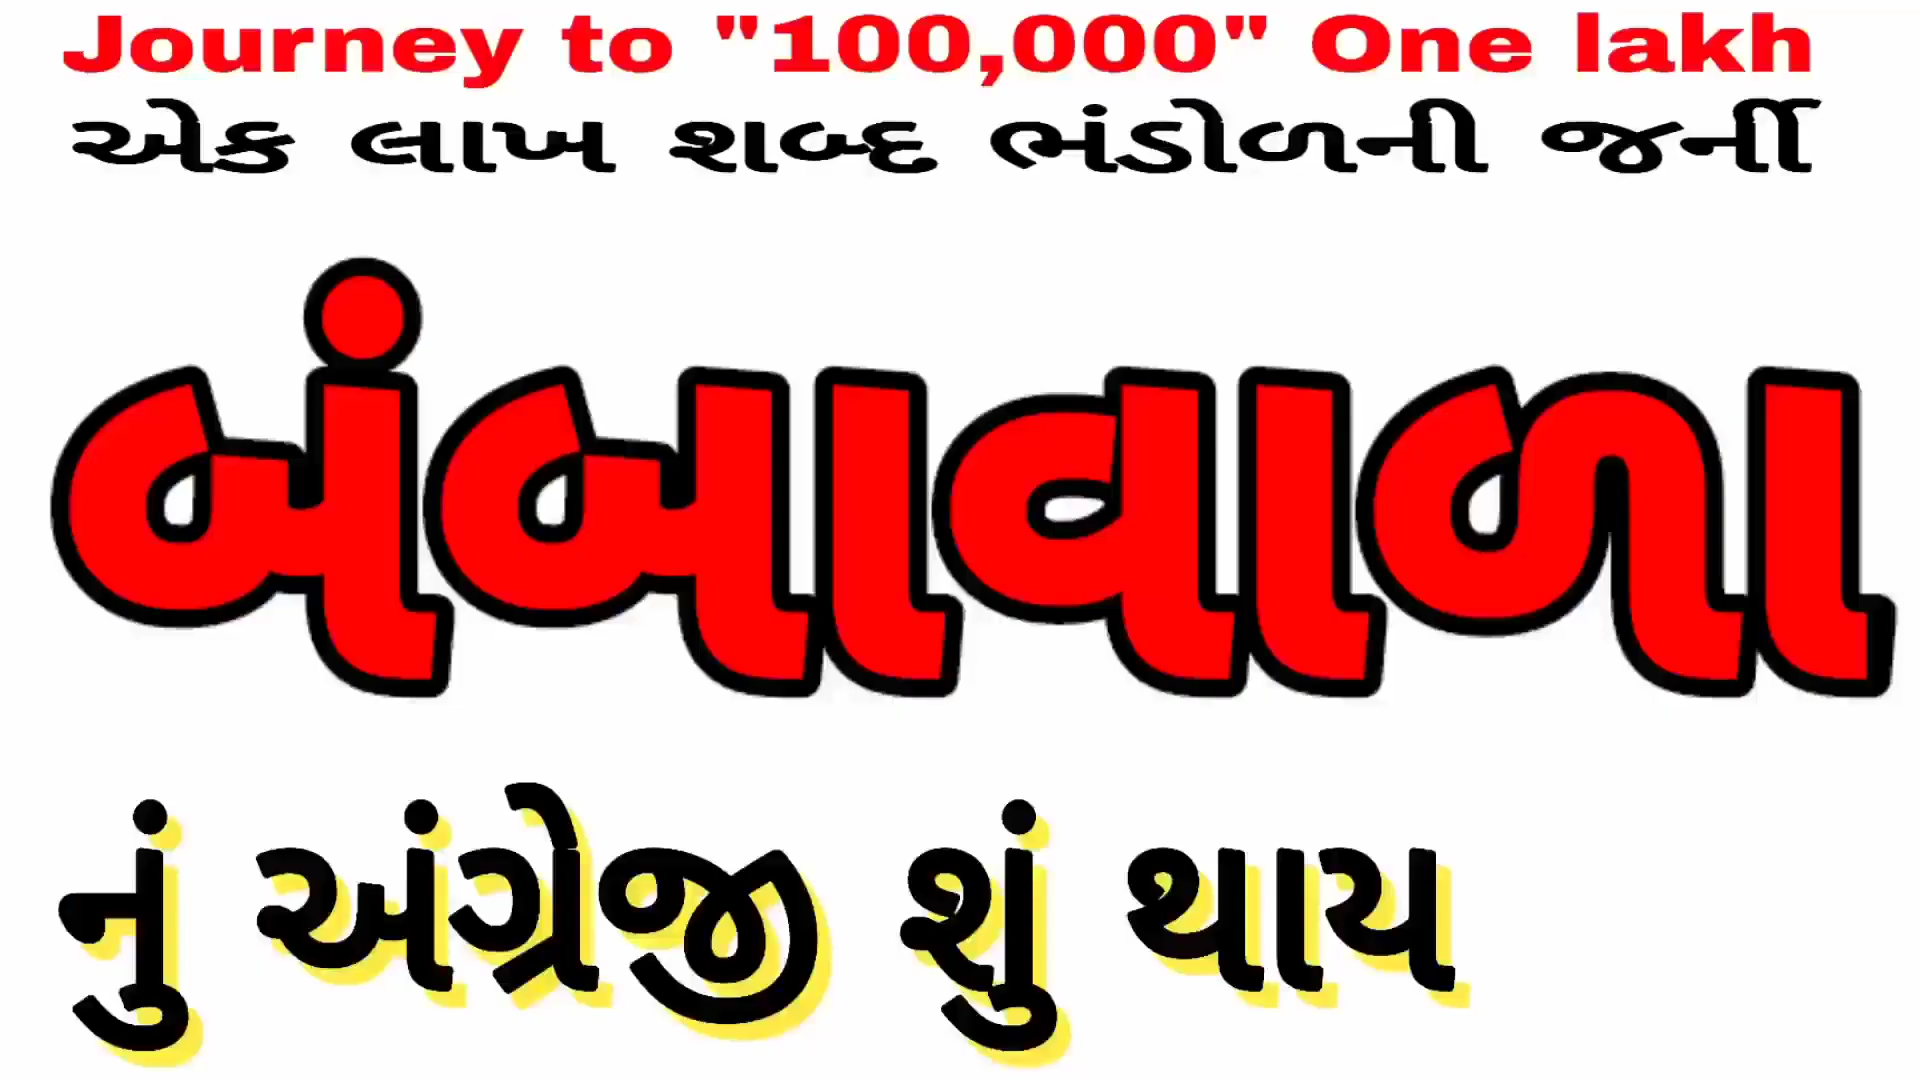 Journey to "100,000" One lakh
એક લાખ શબ્દ ભંડોળની જર્ની
બંબાવાળા
નું અંગ્રેજી શું થાય